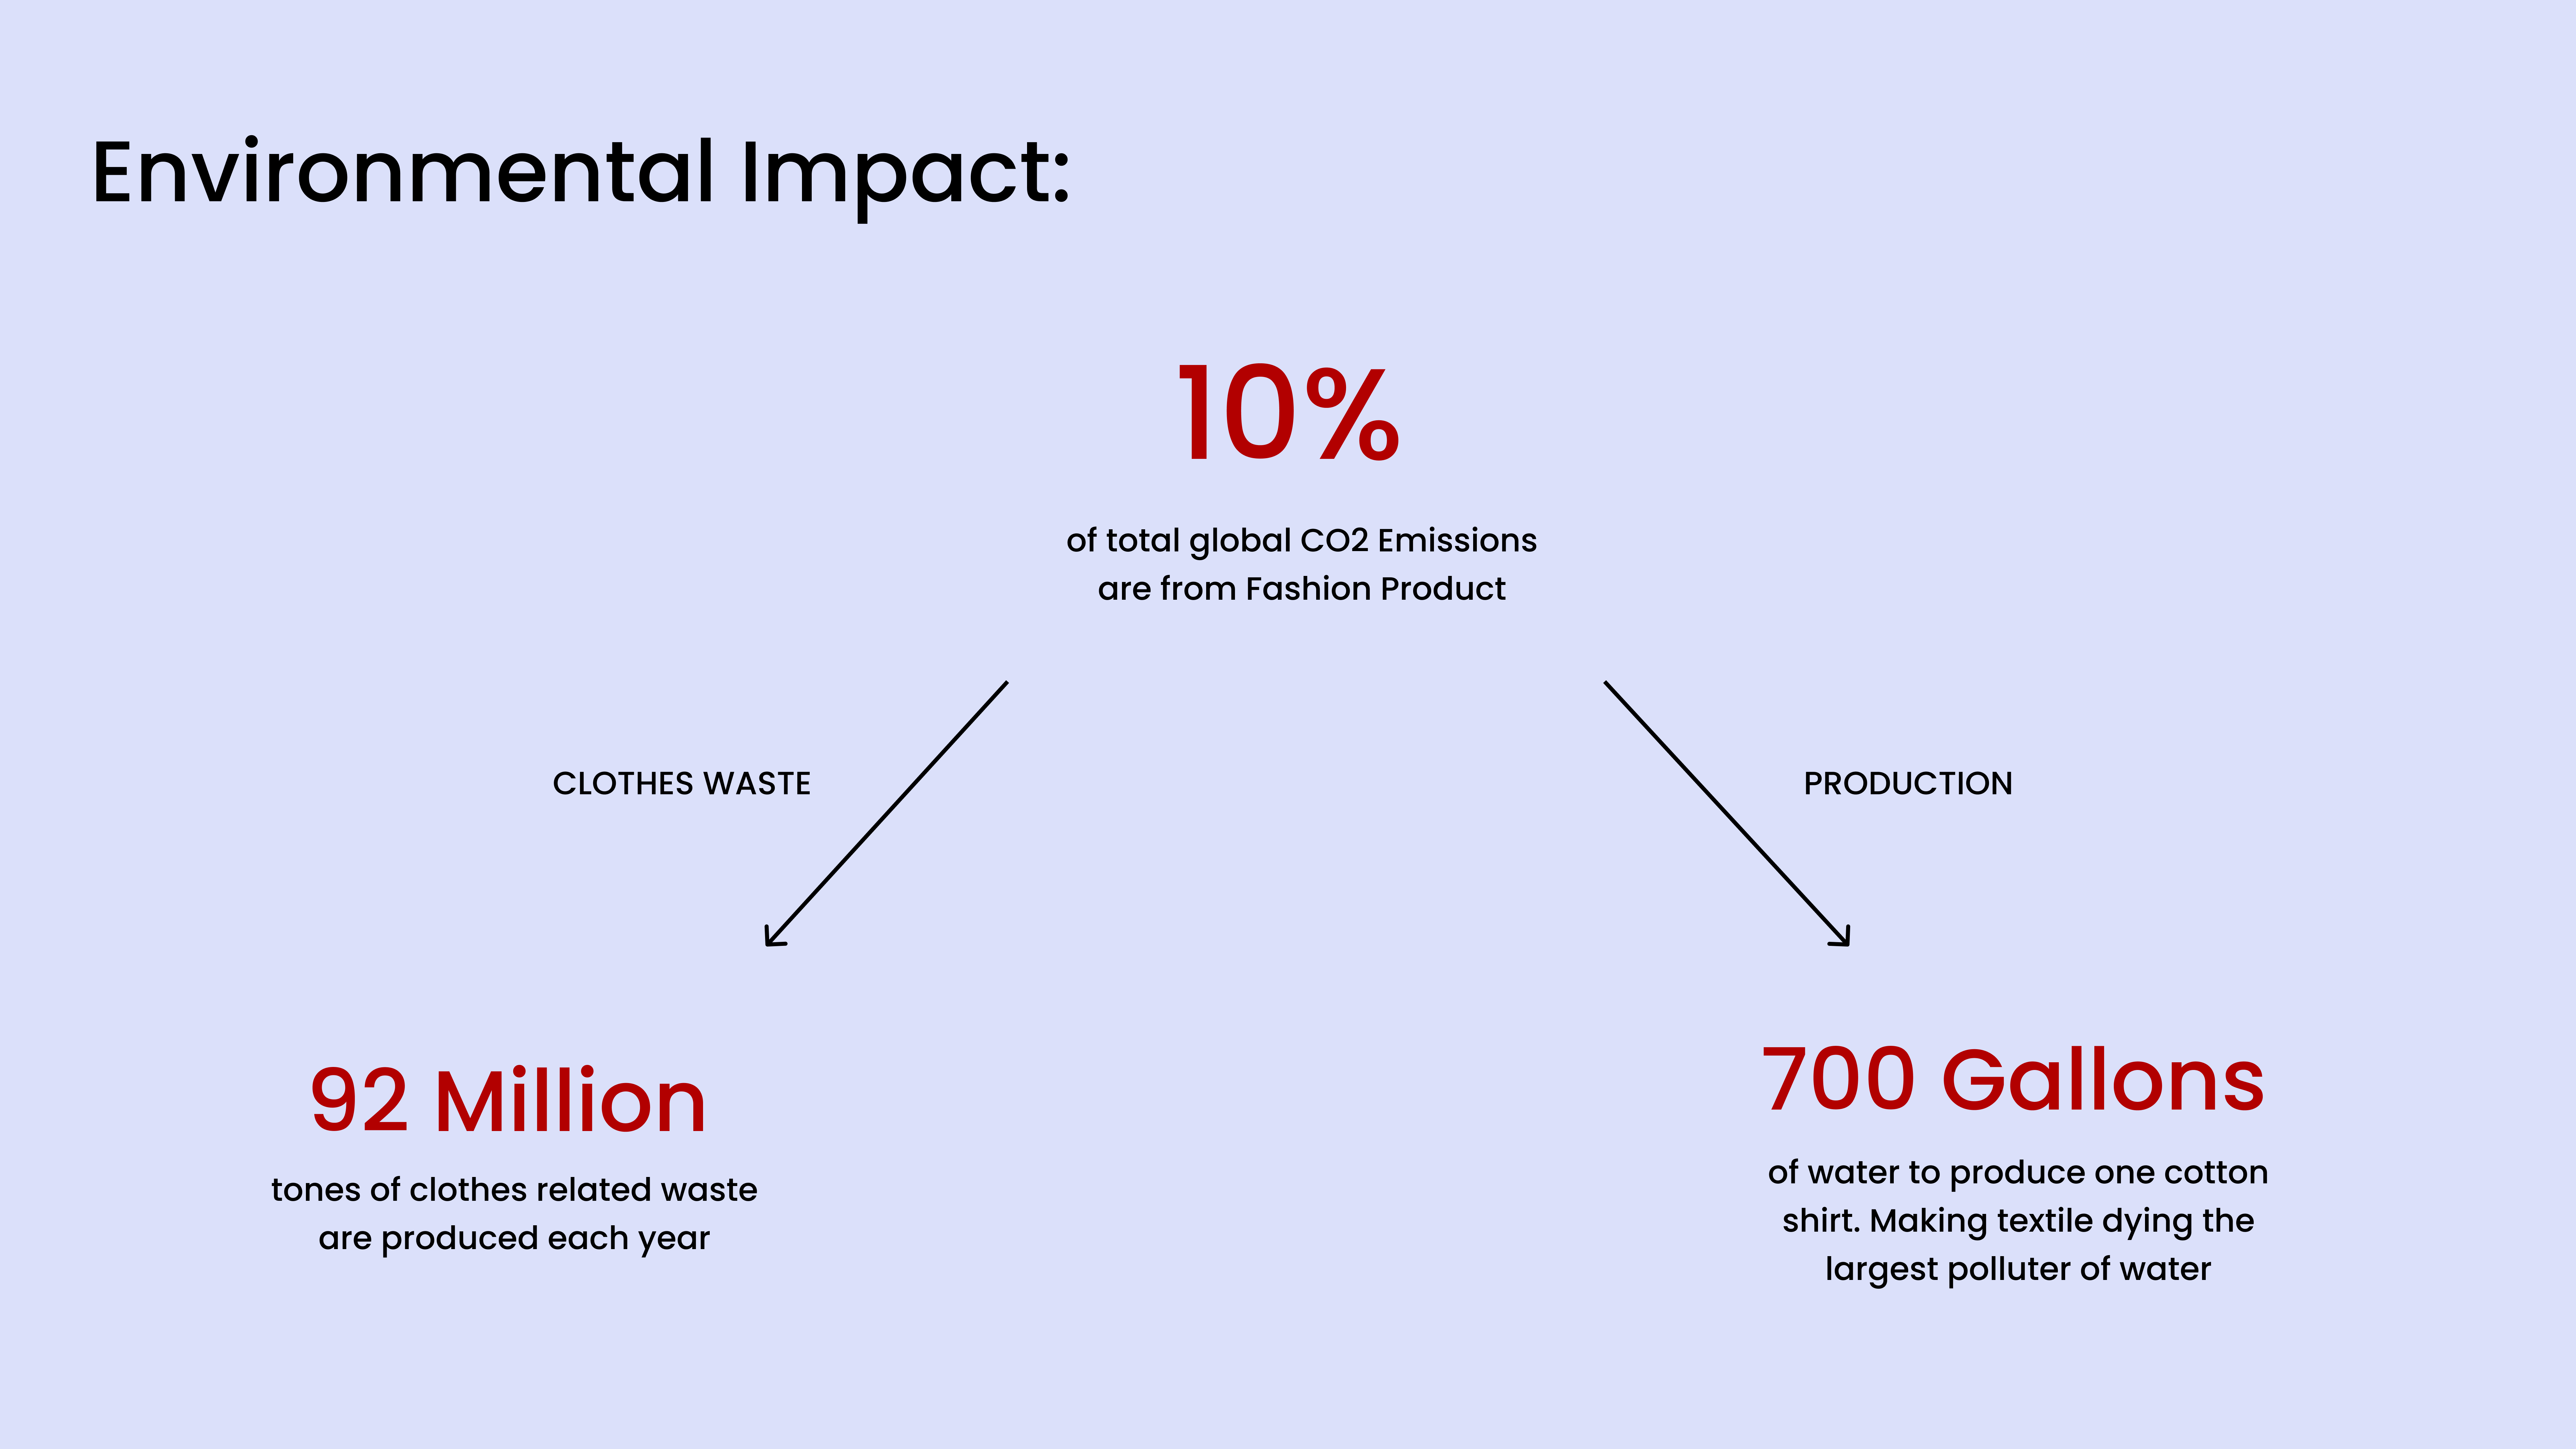 Environmental Impact:
10%
of total global CO2 Emissions
are from Fashion Product
CLOTHES WASTE
PRODUCTION
92 Million
tones of clothes related waste
are produced each year
700 Gallons
of water to produce one cotton
shirt. Making textile dying the
largest polluter of water